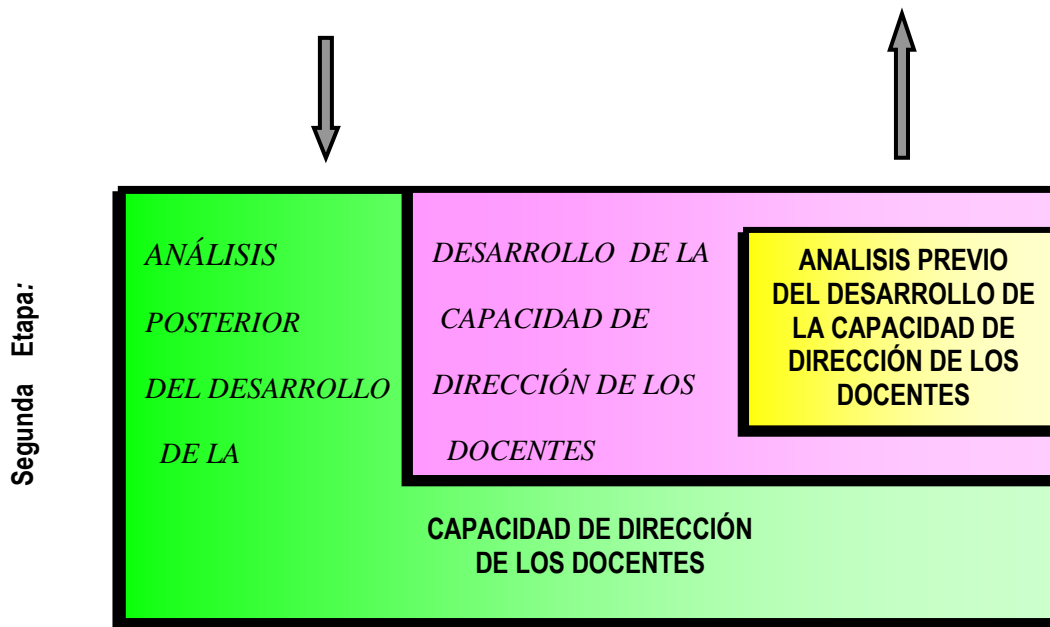 Segunda Etapa:
ANÁLISIS
POSTERIOR
DEL DESARROLLO
DE LA
CAPACIDAD DE DIRECCIÓN
DE LOS DOCENTES
DESARROLLO DE LA
CAPACIDAD DE
DIRECCIÓN DE LOS
DOCENTES
ANALISIS PREVIO
DEL DESARROLLO DE
LA CAPACIDAD DE
DIRECCIÓN DE LOS
DOCENTES